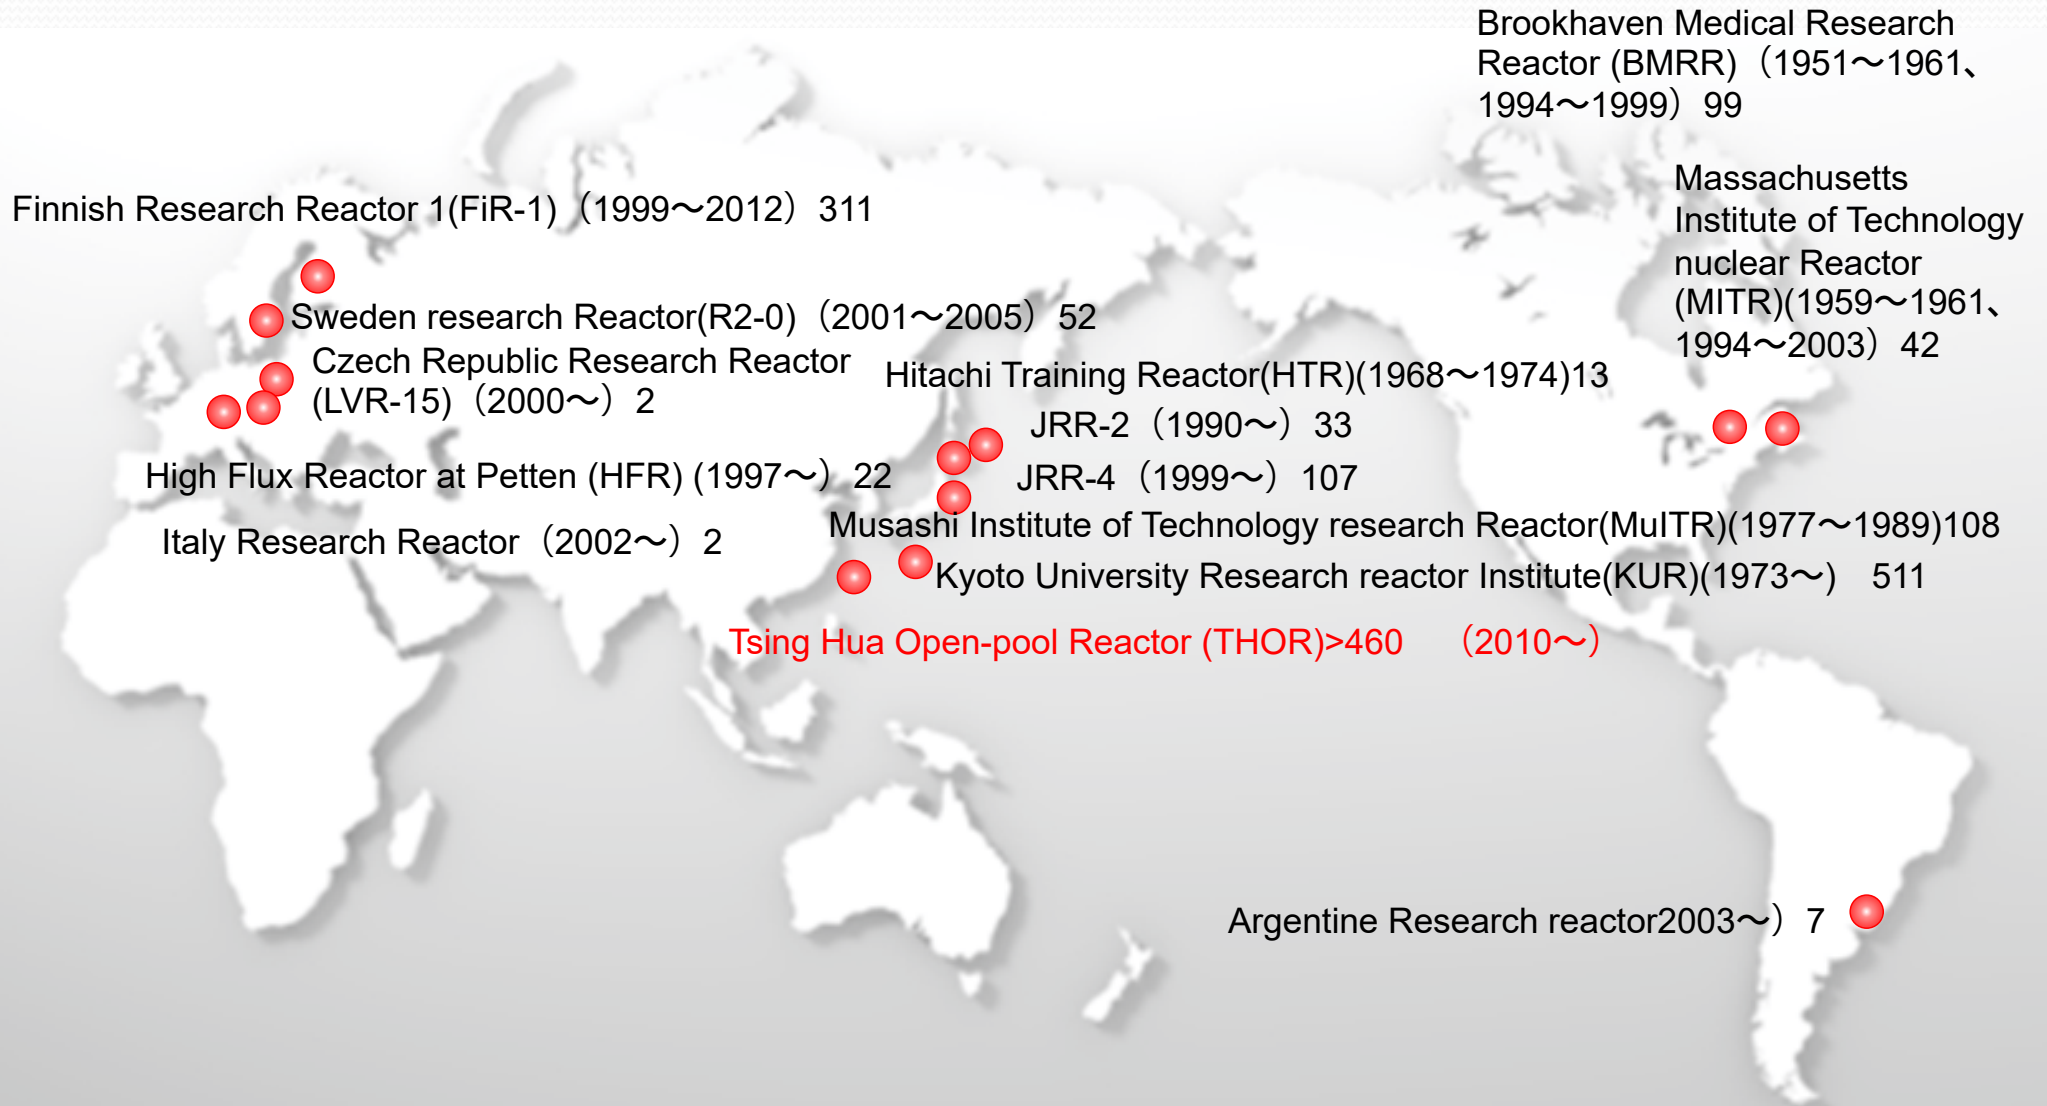 Brookhaven Medical Research
Reactor (BMRR)（1951～1961、
1994～1999）99
Massachusetts
Institute of Technology
nuclear Reactor
(MITR)(1959～1961、
1994～2003）42
Finnish Research Reactor 1(FiR-1)（1999～2012）311
Sweden research Reactor(R2-0)（2001～2005）52
Czech Republic Research Reactor
(LVR-15)（2000～）2
High Flux Reactor at Petten (HFR) (1997～）22
Italy Research Reactor（2002～）2
Hitachi Training Reactor(HTR)(1968～1974)13
JRR-2（1990～）33
JRR-4（1999～）107
Musashi Institute of Technology research Reactor(MuITR)(1977～1989)108
Kyoto University Research reactor Institute(KUR)(1973～)　511
Tsing Hua Open-pool Reactor (THOR)>460　（2010～）
Argentine Research reactor2003～）7